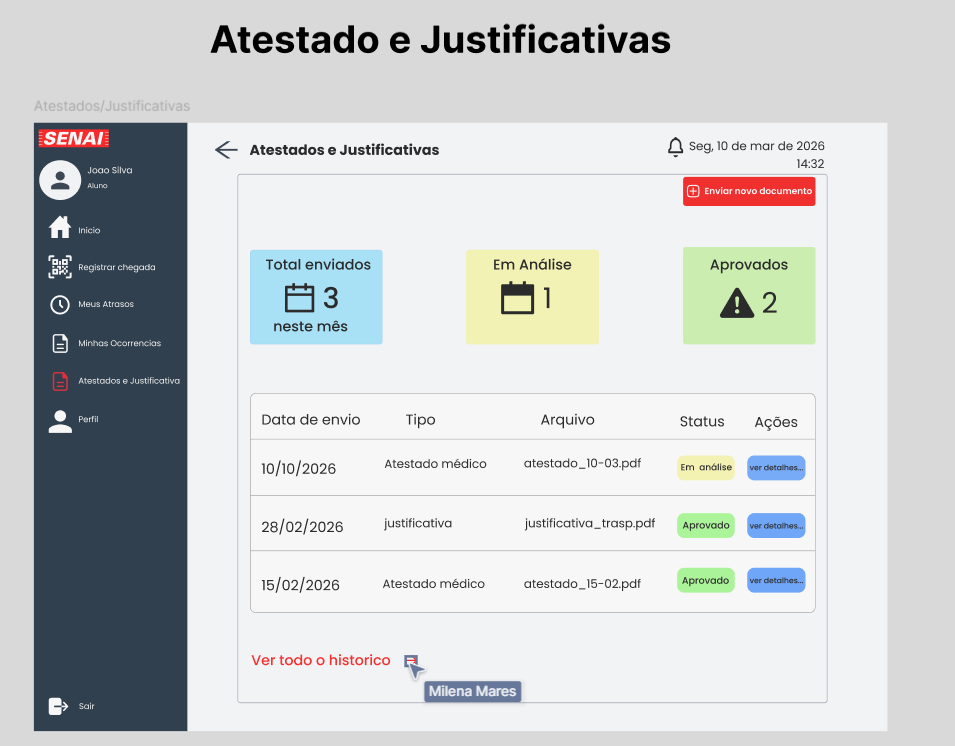 Atestado e Justificativas
Atestados/Justificativas
SENAI
Joao Silva
Aluno
Inicio
Registrar chegada
Meus Atrasos
Minhas Ocorrencias
Atestados e Justificativa
Perfil
Sair
Atestados e Justificativas
Seg, 10 de mar de 2026
14:32
Enviar novo documento
Total enviados
3
neste mês
Em Análise
1
Aprovados
2
Data de envio Tipo Arquivo Status Ações
10/10/2026 Atestado médico atestado_10-03.pdf Em análise ver detalhes...
28/02/2026 justificativa justificativa_trasp.pdf Aprovado ver detalhes...
15/02/2026 Atestado médico atestado_15-02.pdf Aprovado ver detalhes...
Ver todo o historico
Milena Mares